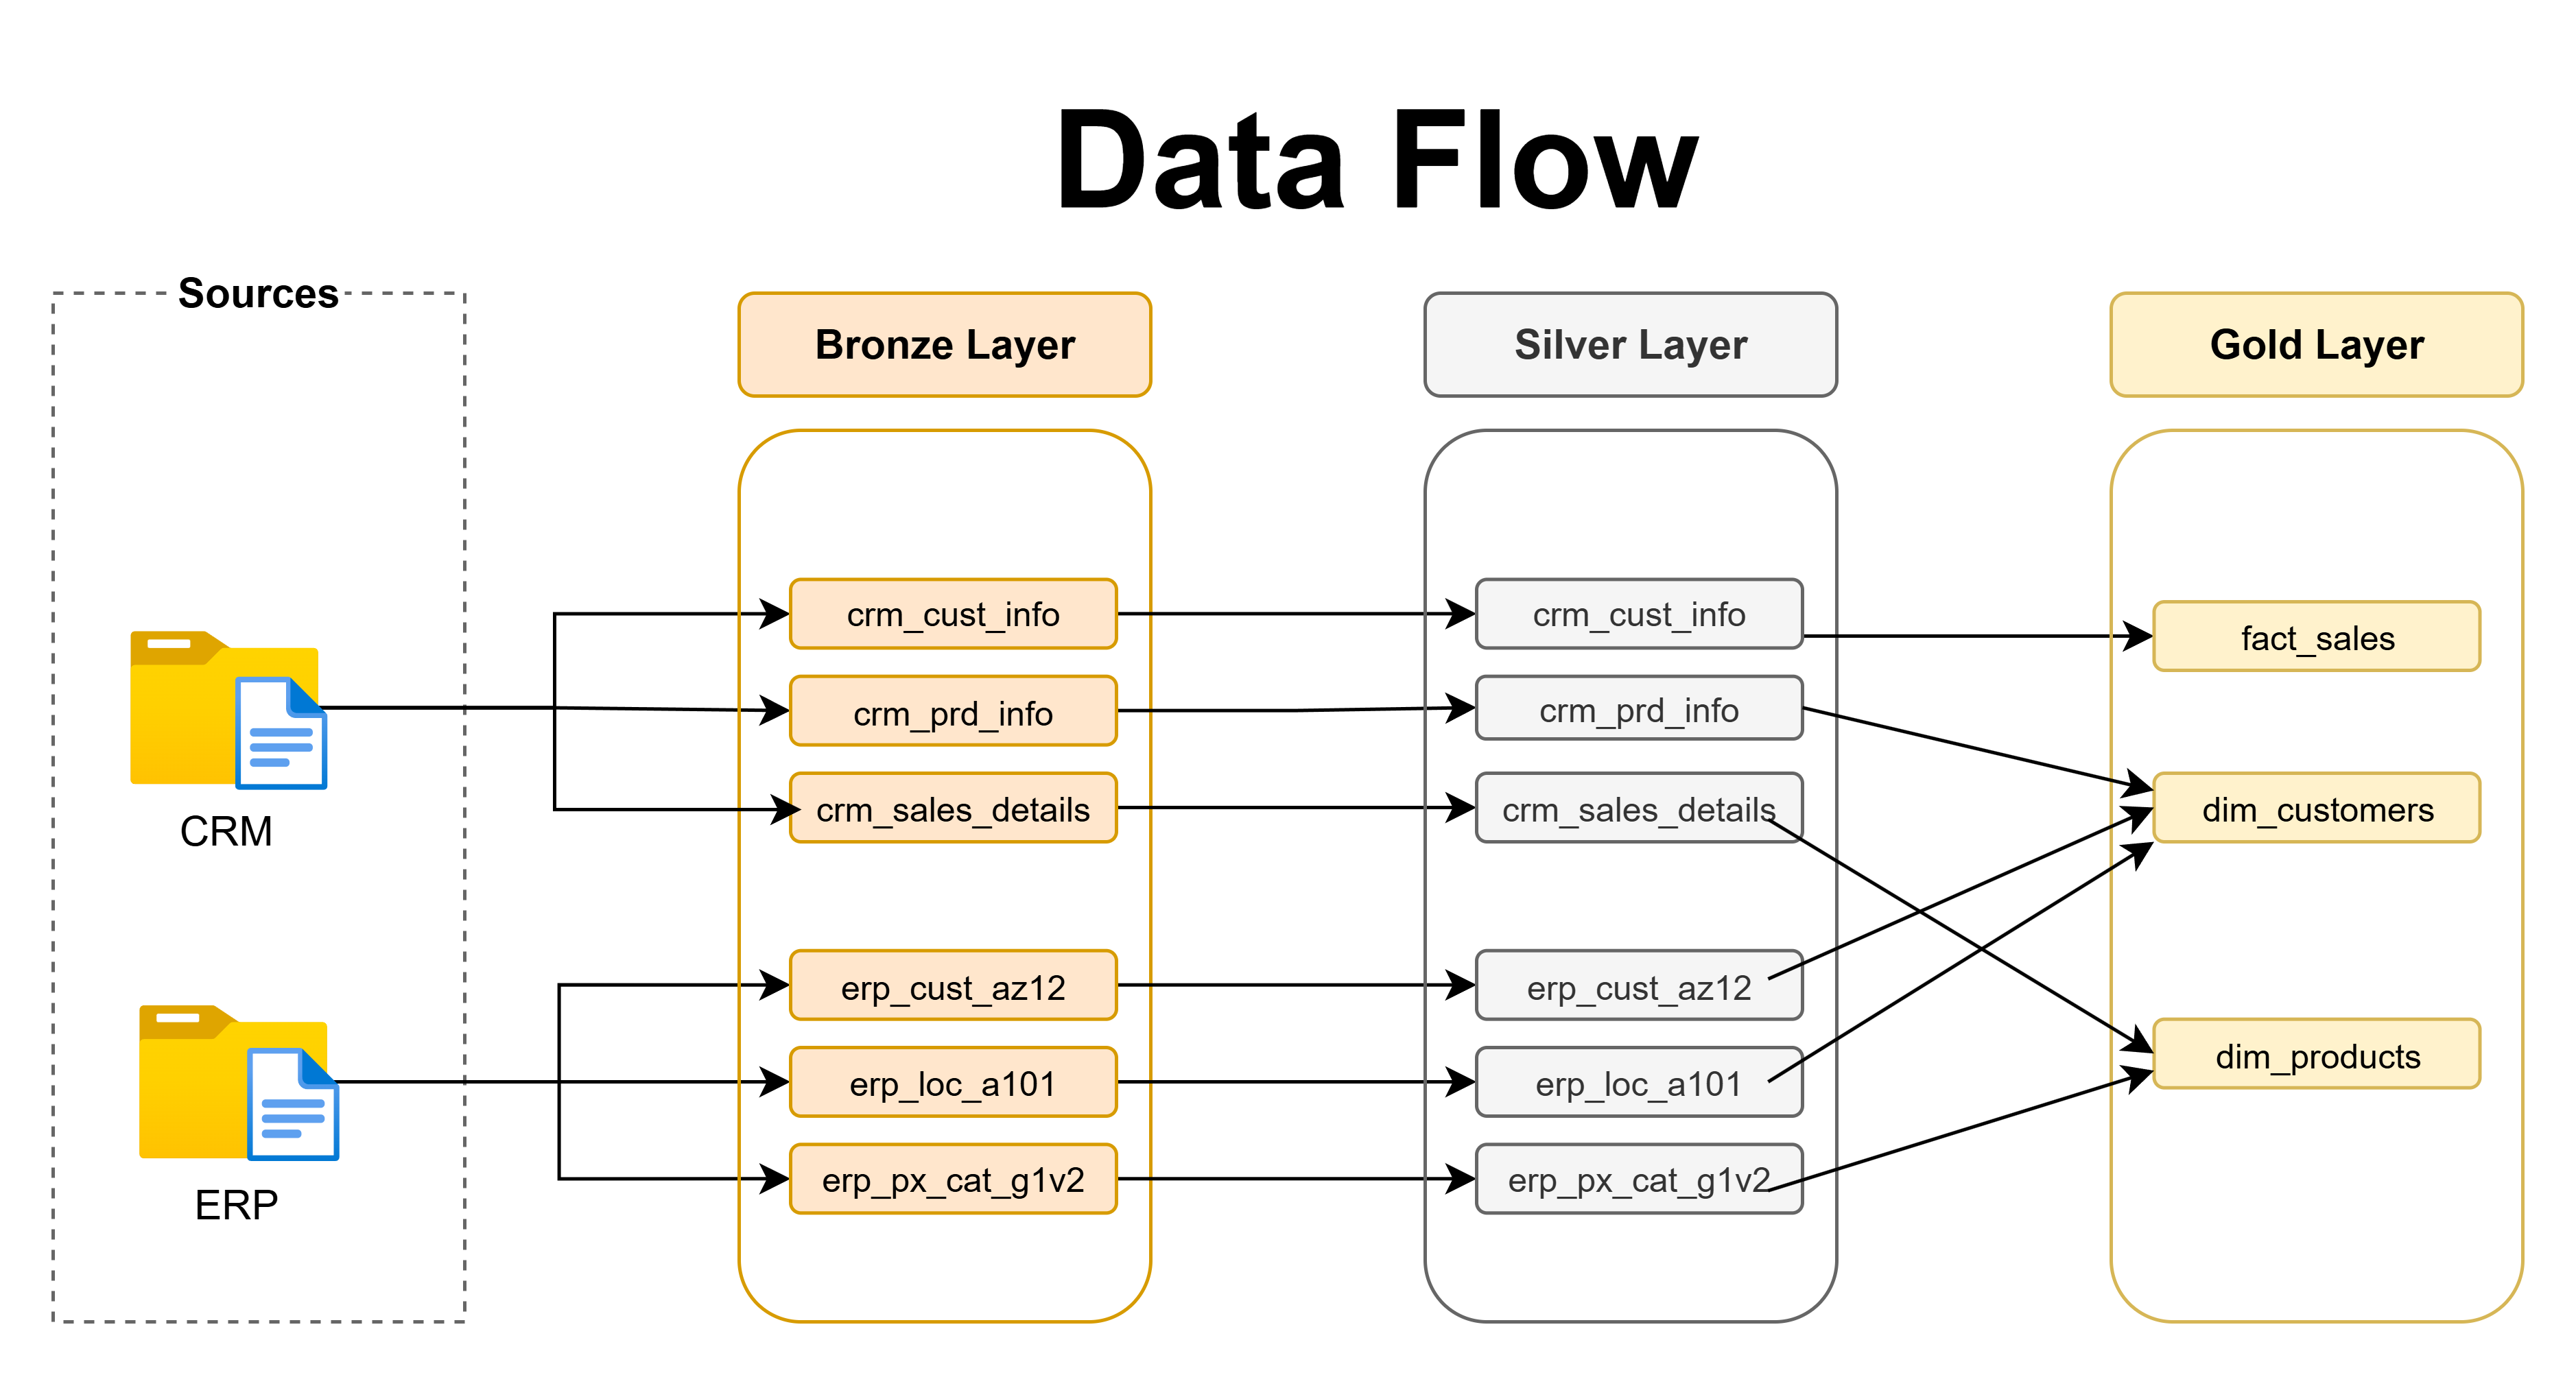 Data Flow
Sources
CRM
ERP
Bronze Layer
crm_cust_info
crm_prd_info
crm_sales_details
erp_cust_az12
erp_loc_a101
erp_px_cat_g1v2
Silver Layer
crm_cust_info
crm_prd_info
crm_sales_details
erp_cust_az12
erp_loc_a101
erp_px_cat_g1v2
Gold Layer
fact_sales
dim_customers
dim_products